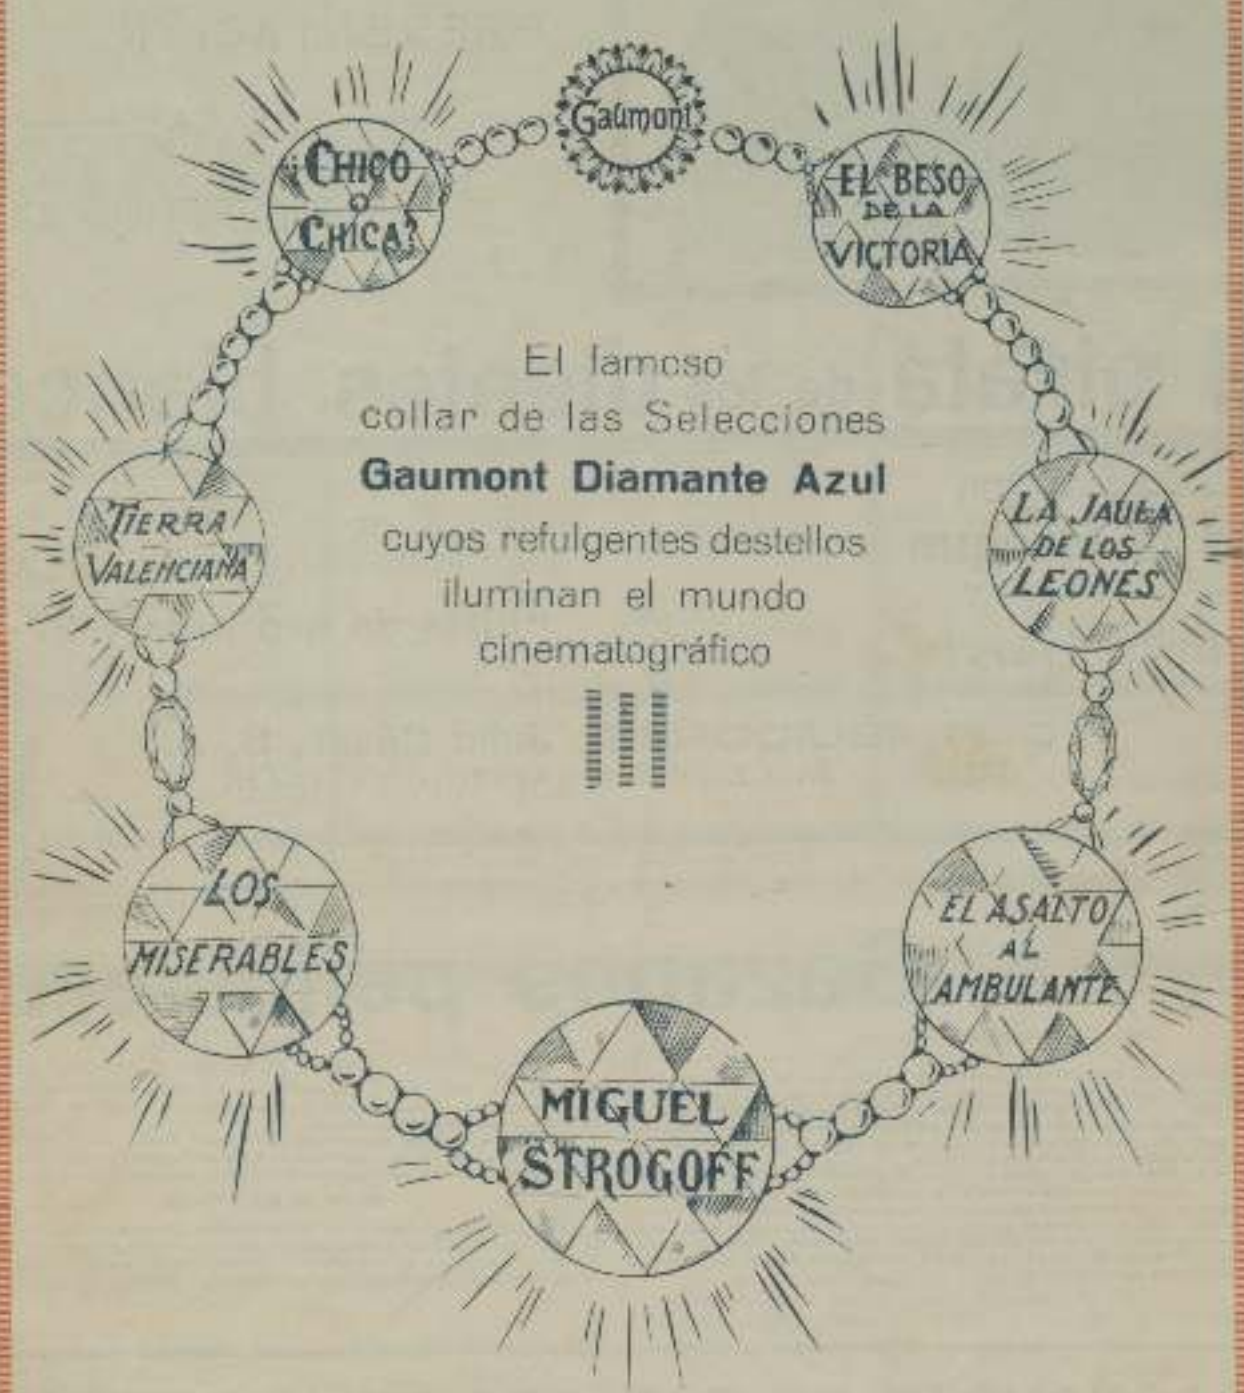 Gaumont
¿CHICO
O
CHICA?
EL BESO
DE LA
VICTORIA
El famoso
collar de las Selecciones
Gaumont Diamante Azul
cuyos refulgentes destellos
iluminan el mundo
cinematográfico
TIERRA
VALENCIANA
LA JAULA
DE LOS
LEONES
LOS
MISERABLES
EL ASALTO
AL
AMBULANTE
MIGUEL
STROGOFF